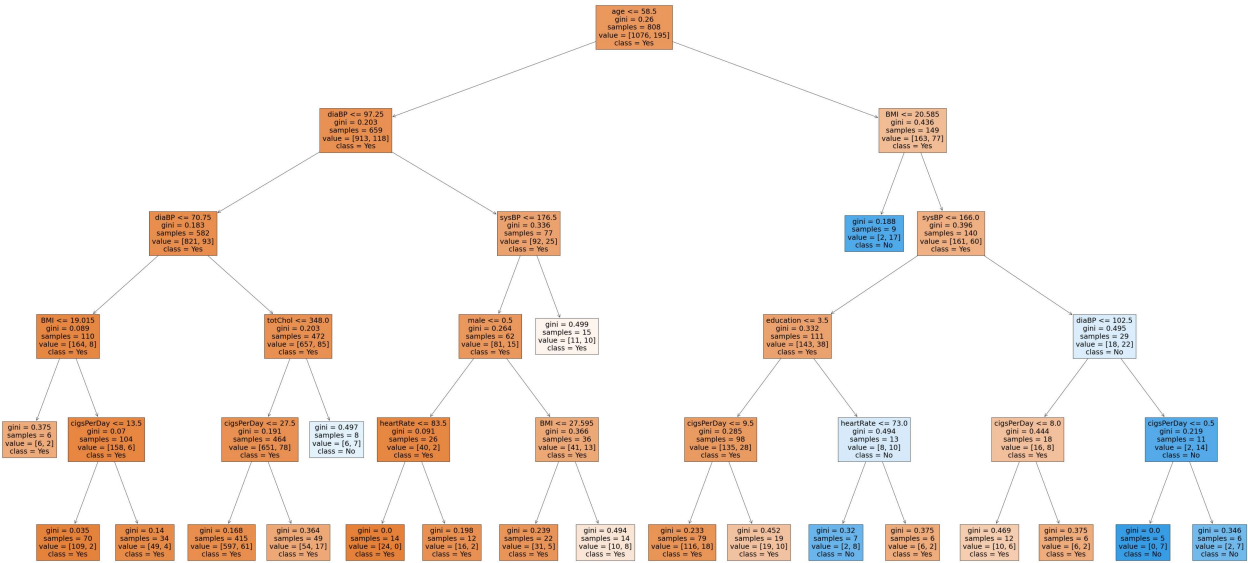 age <= 58.5
gini = 0.26
samples = 808
value = [1076, 195]
class = Yes
diaBP <= 97.25
gini = 0.203
samples = 659
value = [913, 118]
class = Yes
BMI <= 20.585
gini = 0.436
samples = 149
value = [163, 77]
class = Yes
diaBP <= 70.75
gini = 0.183
samples = 582
value = [821, 93]
class = Yes
sysBP <= 176.5
gini = 0.336
samples = 77
value = [92, 25]
class = Yes
gini = 0.188
samples = 9
value = [2, 17]
class = No
sysBP <= 166.0
gini = 0.396
samples = 140
value = [161, 60]
class = Yes
BMI <= 19.015
gini = 0.089
samples = 110
value = [164, 8]
class = Yes
totChol <= 348.0
gini = 0.203
samples = 472
value = [657, 85]
class = Yes
male <= 0.5
gini = 0.264
samples = 62
value = [81, 15]
class = Yes
gini = 0.499
samples = 15
value = [11, 10]
class = Yes
education <= 3.5
gini = 0.332
samples = 111
value = [143, 38]
class = Yes
diaBP <= 102.5
gini = 0.495
samples = 29
value = [18, 22]
class = No
gini = 0.375
samples = 6
value = [6, 2]
class = Yes
cigsPerDay <= 13.5
gini = 0.07
samples = 104
value = [158, 6]
class = Yes
cigsPerDay <= 27.5
gini = 0.191
samples = 464
value = [651, 78]
class = Yes
gini = 0.497
samples = 8
value = [6, 7]
class = No
heartRate <= 83.5
gini = 0.091
samples = 26
value = [40, 2]
class = Yes
BMI <= 27.595
gini = 0.366
samples = 36
value = [41, 13]
class = Yes
cigsPerDay <= 9.5
gini = 0.285
samples = 98
value = [135, 28]
class = Yes
heartRate <= 73.0
gini = 0.494
samples = 13
value = [8, 10]
class = No
cigsPerDay <= 8.0
gini = 0.444
samples = 18
value = [16, 8]
class = Yes
cigsPerDay <= 0.5
gini = 0.219
samples = 11
value = [2, 14]
class = No
gini = 0.035
samples = 70
value = [109, 2]
class = Yes
gini = 0.14
samples = 34
value = [49, 4]
class = Yes
gini = 0.168
samples = 415
value = [597, 61]
class = Yes
gini = 0.364
samples = 49
value = [54, 17]
class = Yes
gini = 0.0
samples = 14
value = [24, 0]
class = Yes
gini = 0.198
samples = 12
value = [16, 2]
class = Yes
gini = 0.239
samples = 22
value = [31, 5]
class = Yes
gini = 0.494
samples = 14
value = [10, 8]
class = Yes
gini = 0.233
samples = 79
value = [116, 18]
class = Yes
gini = 0.452
samples = 19
value = [19, 10]
class = Yes
gini = 0.32
samples = 7
value = [2, 8]
class = No
gini = 0.375
samples = 6
value = [6, 2]
class = Yes
gini = 0.469
samples = 12
value = [10, 6]
class = Yes
gini = 0.375
samples = 6
value = [6, 2]
class = Yes
gini = 0.0
samples = 5
value = [0, 7]
class = No
gini = 0.346
samples = 6
value = [2, 7]
class = No